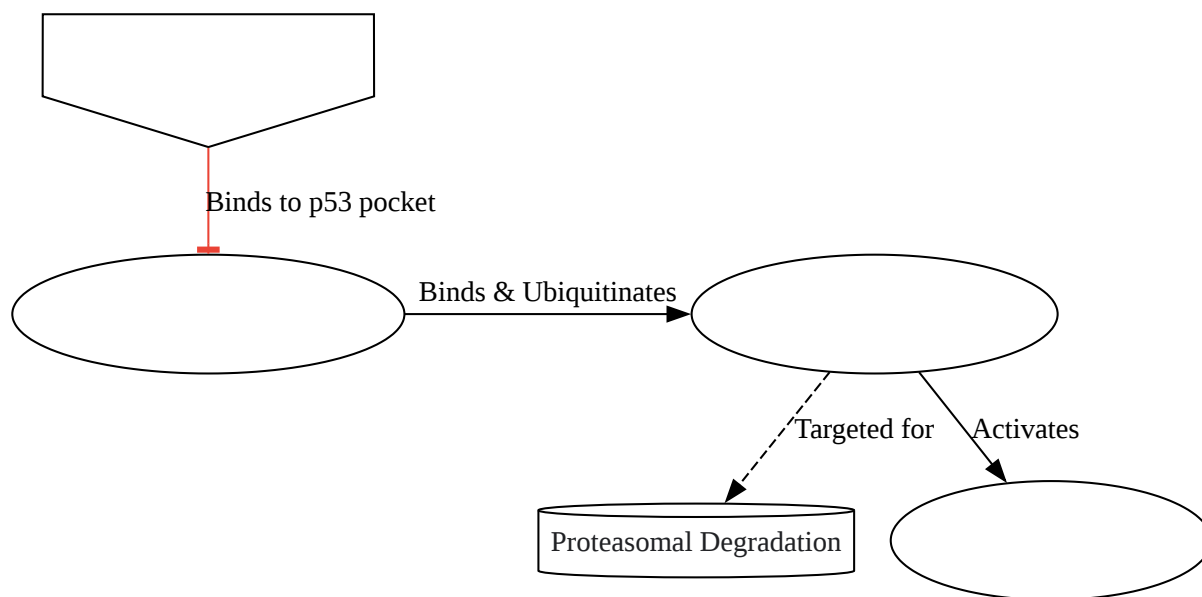 Binds to p53 pocket
Binds & Ubiquitinates
Targeted for
Activates
Proteasomal Degradation